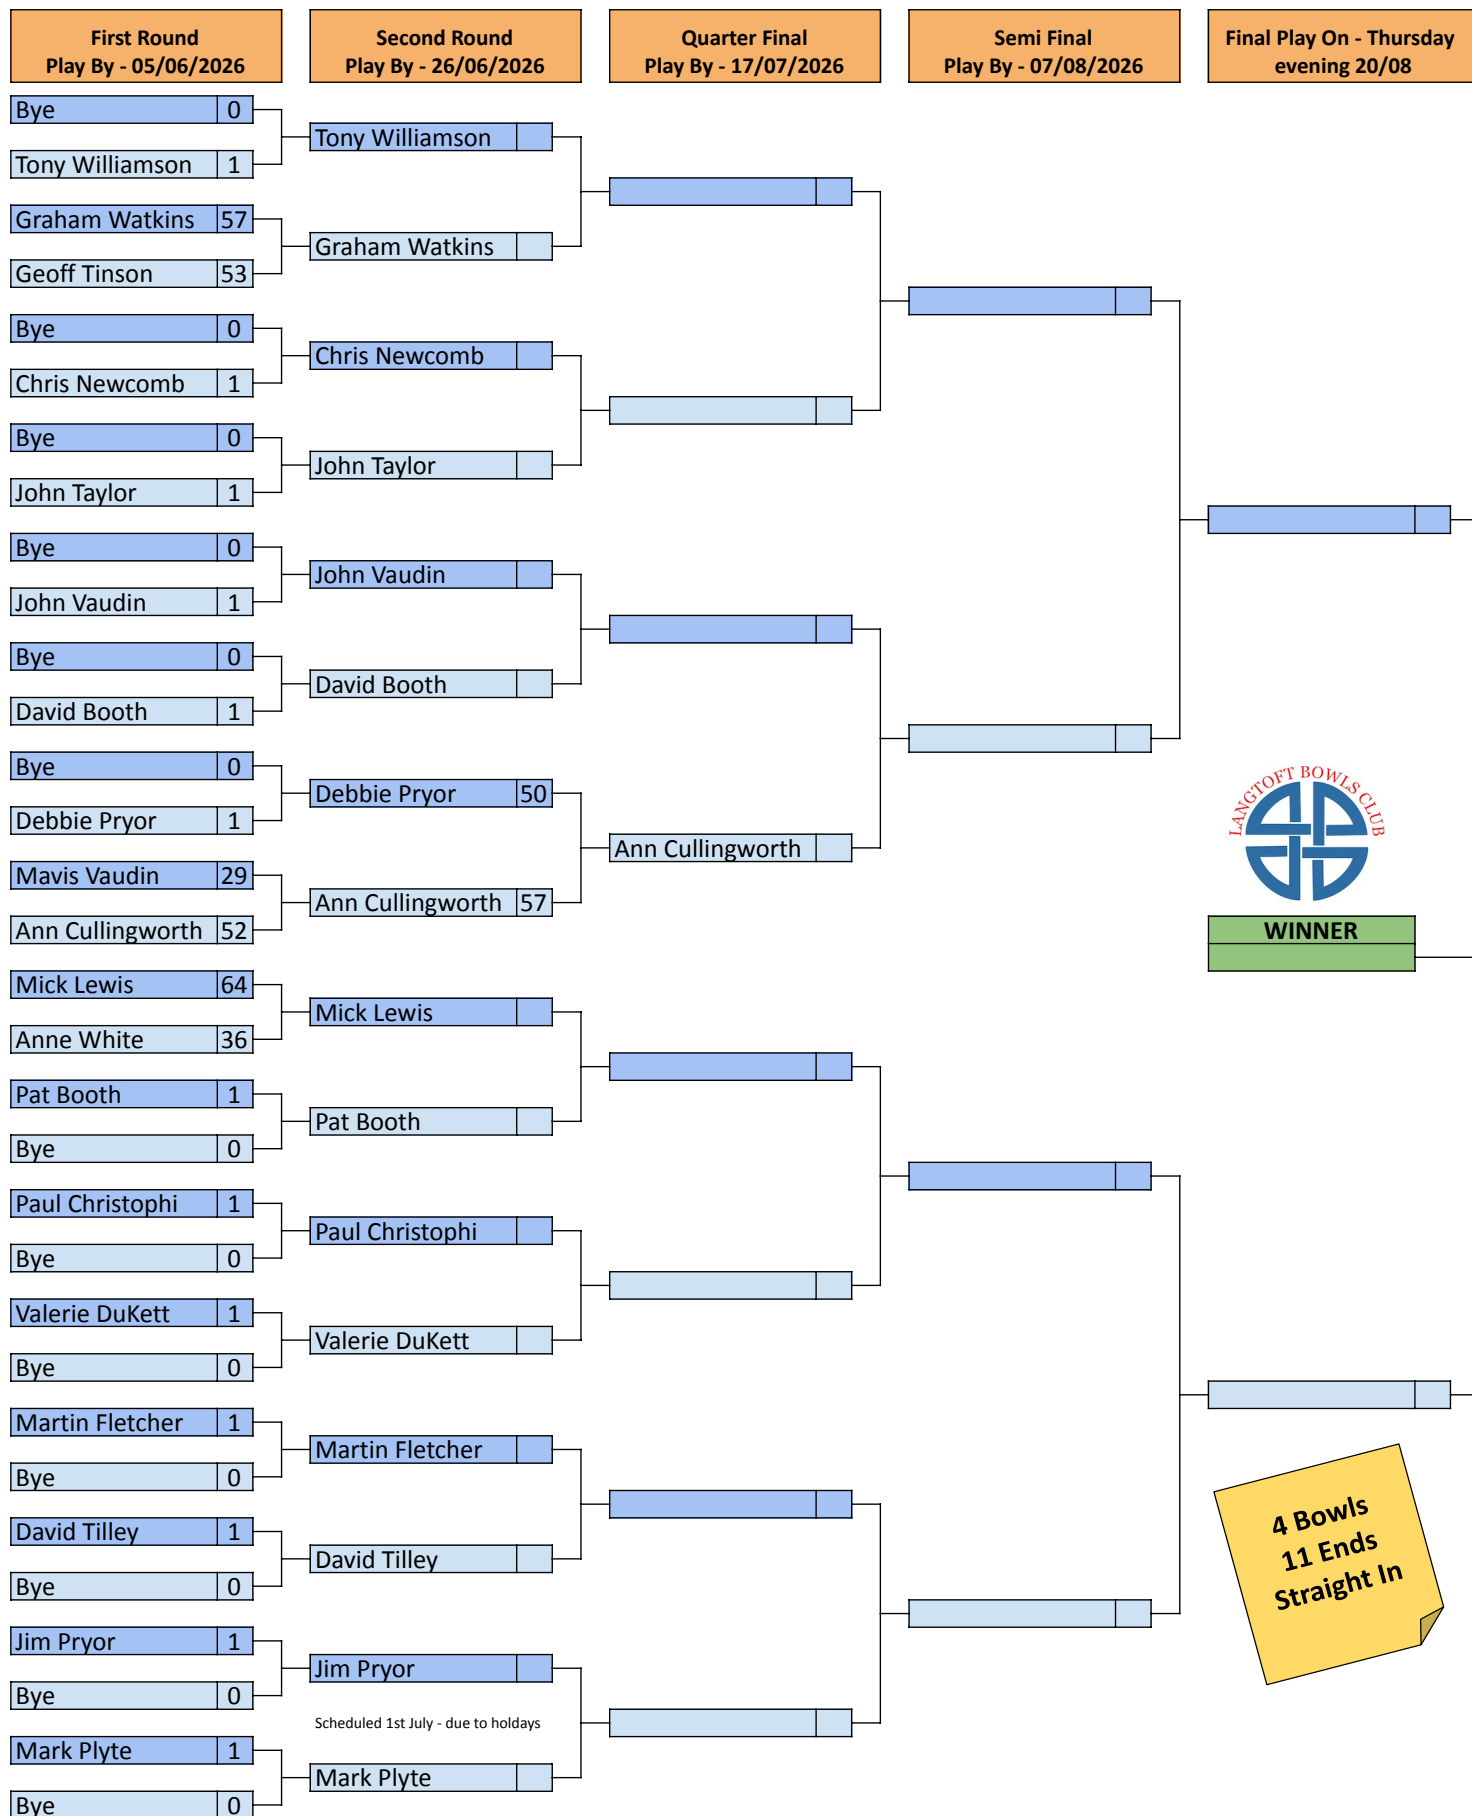 First Round
Play By - 05/06/2026
Second Round
Play By - 26/06/2026
Quarter Final
Play By - 17/07/2026
Semi Final
Play By - 07/08/2026
Final Play On - Thursday
evening 20/08
Bye 0
Tony Williamson 1
Graham Watkins 57
Geoff Tinson 53
Bye 0
Chris Newcomb 1
Bye 0
John Taylor 1
Bye 0
John Vaudin 1
Bye 0
David Booth 1
Bye 0
Debbie Pryor 1
Mavis Vaudin 29
Ann Cullingworth 52
Mick Lewis 64
Anne White 36
Pat Booth 1
Bye 0
Paul Christophi 1
Bye 0
Valerie DuKett 1
Bye 0
Martin Fletcher 1
Bye 0
David Tilley 1
Bye 0
Jim Pryor 1
Bye 0
Mark Plyte 1
Bye 0
Tony Williamson
Graham Watkins
Chris Newcomb
John Taylor
John Vaudin
David Booth
Debbie Pryor 50
Ann Cullingworth 57
Mick Lewis
Pat Booth
Paul Christophi
Valerie DuKett
Martin Fletcher
David Tilley
Jim Pryor
Scheduled 1st July - due to holdays
Mark Plyte
Ann Cullingworth
LANGTOFT BOWLS CLUB
WINNER
4 Bowls
11 Ends
Straight In